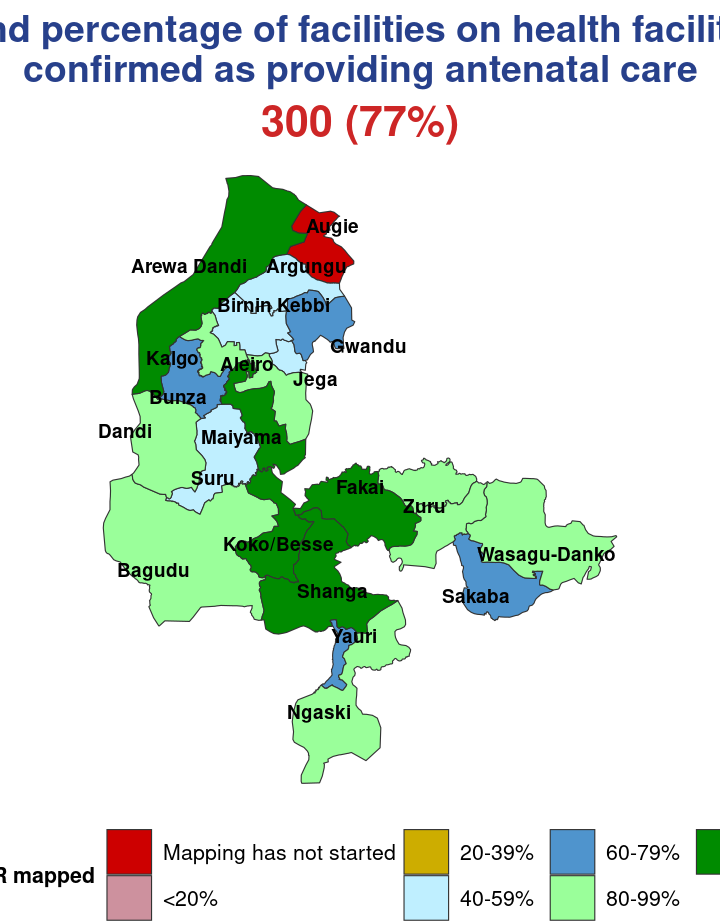 percentage of facilities on health
confirmed as providing antenatal care
300 (77%)
Augie
Arewa Dandi
Argungu
Birnin Kebbi
Gwandu
Kalgo
Aleiro
Jega
Bunza
Dandi
Maiyama
Suru
Fakai
Zuru
Koko/Besse
Wasagu-Danko
Bagudu
Shanga
Sakaba
Yauri
Ngaski
mapped
Mapping has not started
20-39%
60-79%
<20%
40-59%
80-99%